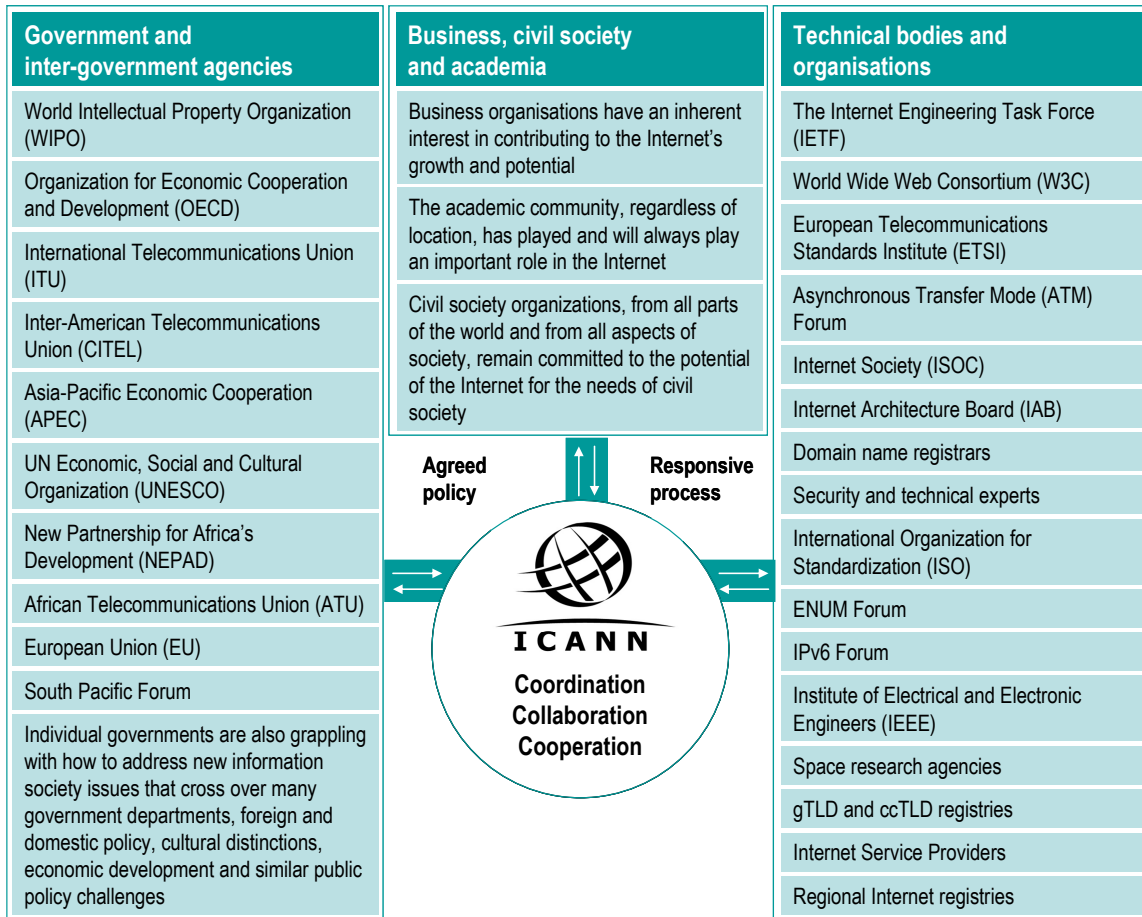 Government and
inter-government agencies
World Intellectual Property Organization
(WIPO)
Organization for Economic Cooperation
and Development (OECD)
International Telecommunications Union
(ITU)
Inter-American Telecommunications
Union (CITEL)
Asia-Pacific Economic Cooperation
(APEC)
UN Economic, Social and Cultural
Organization (UNESCO)
New Partnership for Africa’s
Development (NEPAD)
African Telecommunications Union (ATU)
European Union (EU)
South Pacific Forum
Individual governments are also grappling
with how to address new information
society issues that cross over many
government departments, foreign and
domestic policy, cultural distinctions,
economic development and similar public
policy challenges
Business, civil society
and academia
Business organisations have an inherent
interest in contributing to the Internet’s
growth and potential
The academic community, regardless of
location, has played and will always play
an important role in the Internet
Civil society organizations, from all parts
of the world and from all aspects of
society, remain committed to the potential
of the Internet for the needs of civil
society
Agreed
policy
Responsive
process
ICANN
Coordination
Collaboration
Cooperation
Technical bodies and
organisations
The Internet Engineering Task Force
(IETF)
World Wide Web Consortium (W3C)
European Telecommunications
Standards Institute (ETSI)
Asynchronous Transfer Mode (ATM)
Forum
Internet Society (ISOC)
Internet Architecture Board (IAB)
Domain name registrars
Security and technical experts
International Organization for
Standardization (ISO)
ENUM Forum
IPv6 Forum
Institute of Electrical and Electronic
Engineers (IEEE)
Space research agencies
gTLD and ccTLD registries
Internet Service Providers
Regional Internet registries